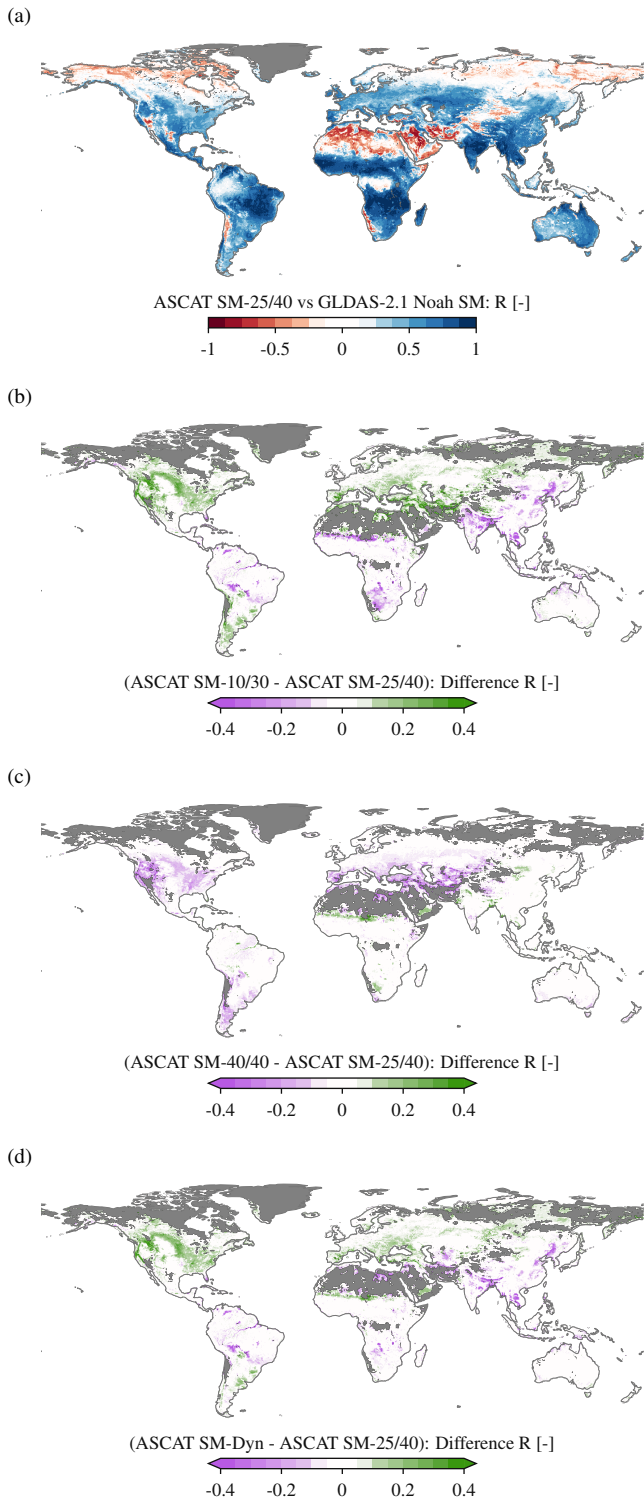 (a)
ASCAT SM-25/40 vs GLDAS-2.1 Noah SM: R [-]
-1 -0.5 0 0.5 1
(b)
(ASCAT SM-10/30 - ASCAT SM-25/40): Difference R [-]
-0.4 -0.2 0 0.2 0.4
(c)
(ASCAT SM-40/40 - ASCAT SM-25/40): Difference R [-]
-0.4 -0.2 0 0.2 0.4
(d)
(ASCAT SM-Dyn - ASCAT SM-25/40): Difference R [-]
-0.4 -0.2 0 0.2 0.4